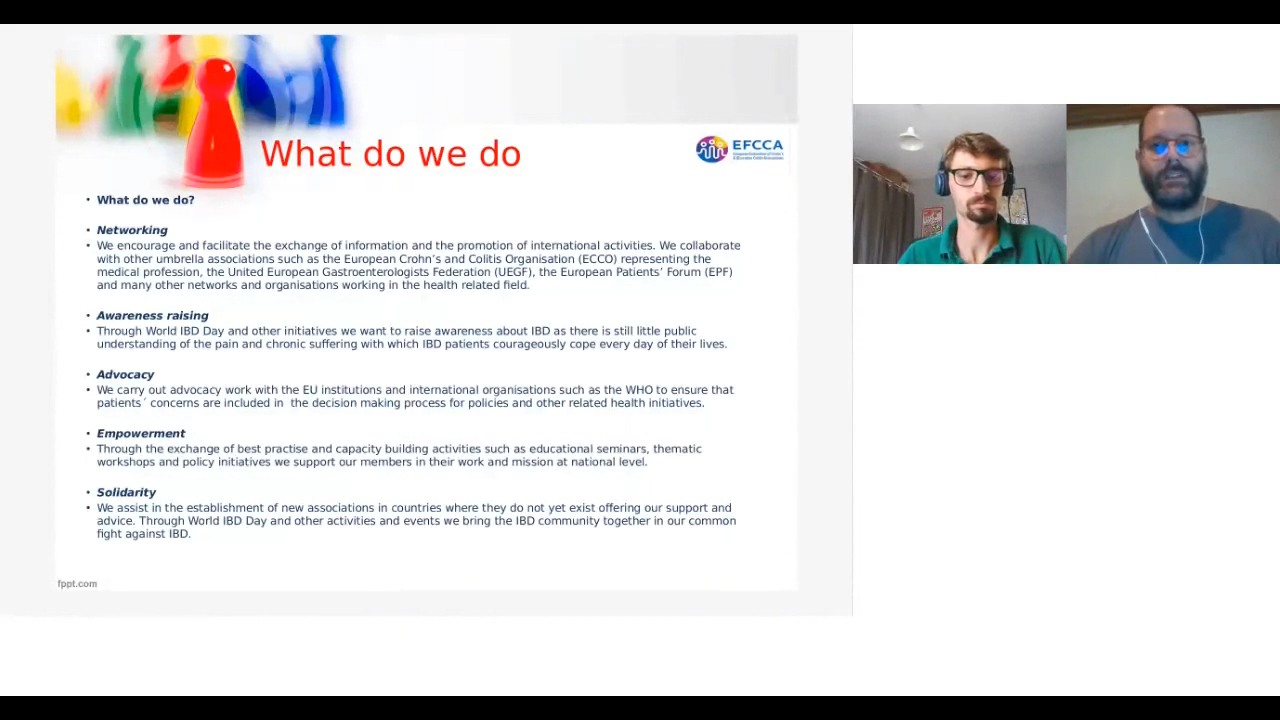 What do we do
EFCCA
• What do we do?
• Networking
• We encourage and facilitate the exchange of information and the promotion of international activities. We collaborate
with other umbrella associations such as the European Crohn’s and Colitis Organisation (ECCO) representing the
medical profession, the United European Gastroenterologists Federation (UEGF), the European Patients’ Forum (EPF)
and many other networks and organisations working in the health related field.
• Awareness raising
• Through World IBD Day and other initiatives we want to raise awareness about IBD as there is still little public
understanding of the pain and chronic suffering with which IBD patients courageously cope every day of their lives.
• Advocacy
• We carry out advocacy work with the EU institutions and international organisations such as the WHO to ensure that
patients´ concerns are included in  the decision making process for policies and other related health initiatives.
• Empowerment
• Through the exchange of best practise and capacity building activities such as educational seminars, thematic
workshops and policy initiatives we support our members in their work and mission at national level.
• Solidarity
• We assist in the establishment of new associations in countries where they do not yet exist offering our support and
advice. Through World IBD Day and other activities and events we bring the IBD community together in our common
fight against IBD.
fppt.com